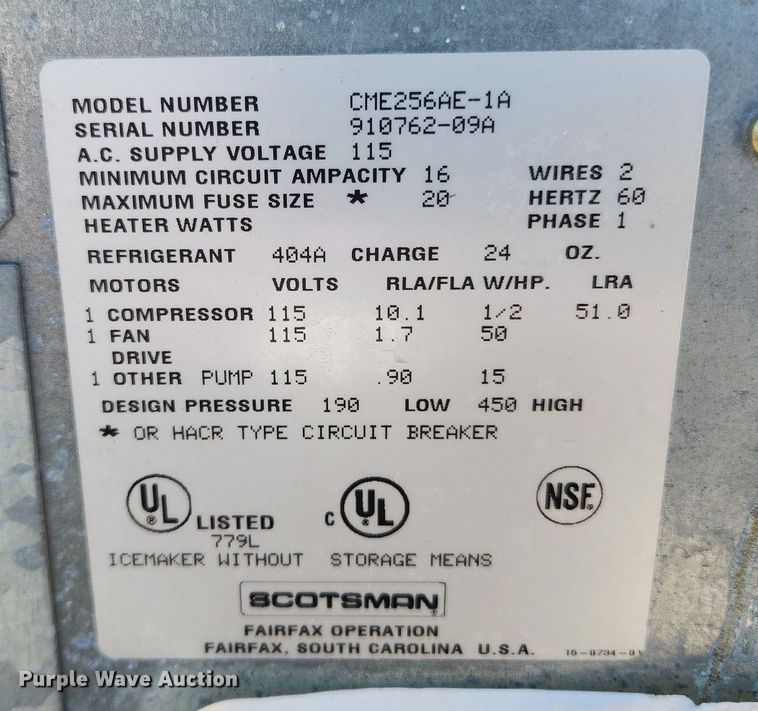 MODEL NUMBER CME256AE-1A
SERIAL NUMBER 910762-09A
A.C. SUPPLY VOLTAGE 115
MINIMUM CIRCUIT AMPACITY 16 WIRES 2
MAXIMUM FUSE SIZE * 20 HERTZ 60
HEATER WATTS PHASE 1
REFRIGERANT 404A CHARGE 24 OZ.
MOTORS VOLTS RLA/FLA W/HP. LRA
1 COMPRESSOR 115 10.1 1/2 51.0
1 FAN 115 1.7 50
DRIVE
1 OTHER PUMP 115 .90 15
DESIGN PRESSURE 190 LOW 450 HIGH
* OR HACR TYPE CIRCUIT BREAKER
UL ® LISTED C UL ® NSF®
779L
ICEMAKER WITHOUT STORAGE MEANS
SCOTSMAN
FAIRFAX OPERATION
FAIRFAX, SOUTH CAROLINA U.S.A.
Purple Wave Auction